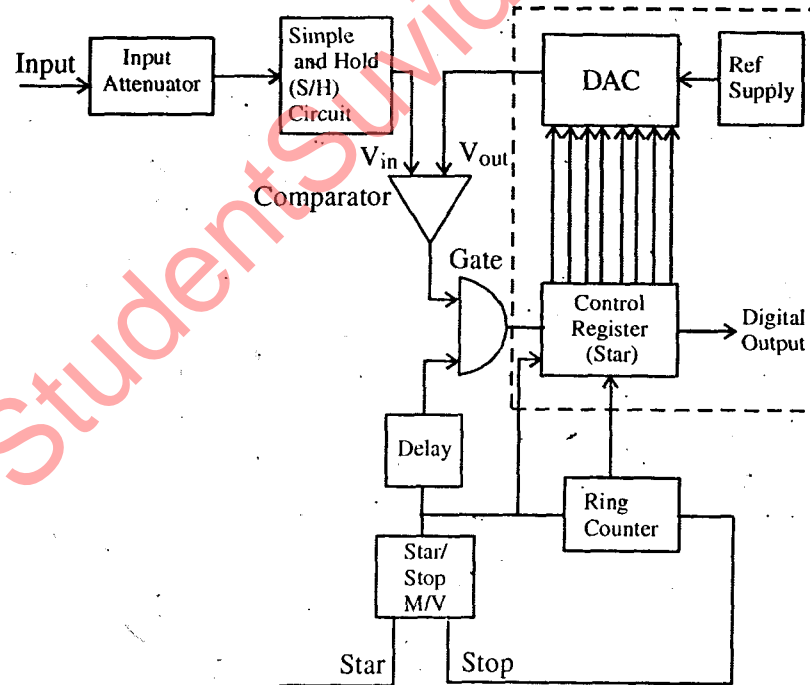 Input
Input
Attenuator
Simple
and Hold
(S/H)
Circuit
DAC
Ref
Supply
Vin
Vout
Comparator
Gate
Control
Register
(Star)
Digital
Output
Delay
Ring
Counter
Star/
Stop
M/V
Star
Stop
StudentSuvid